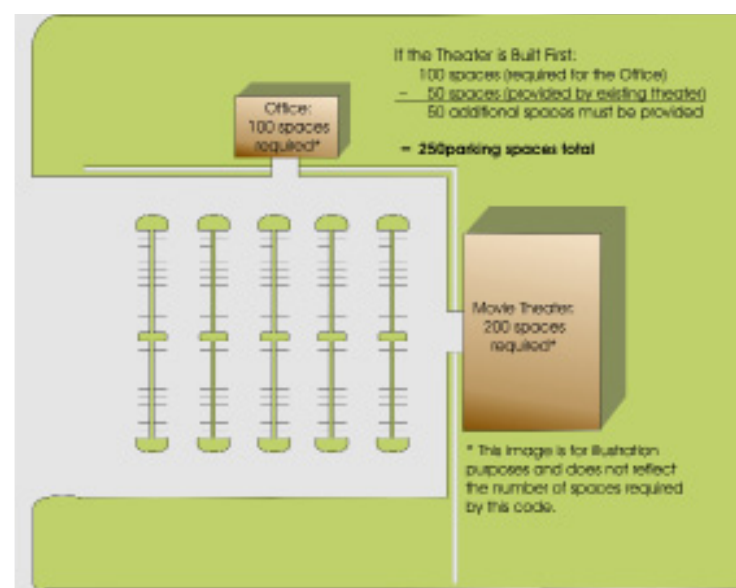 If the Theater is Built First:
100 spaces (required for the Office)
– 50 spaces (provided by existing theater)
50 additional spaces must be provided
= 250parking spaces total
Office:
100 spaces
required*
Movie Theater:
200 spaces
required*
* This image is for illustration
purposes and does not reflect
the number of spaces required
by this code.